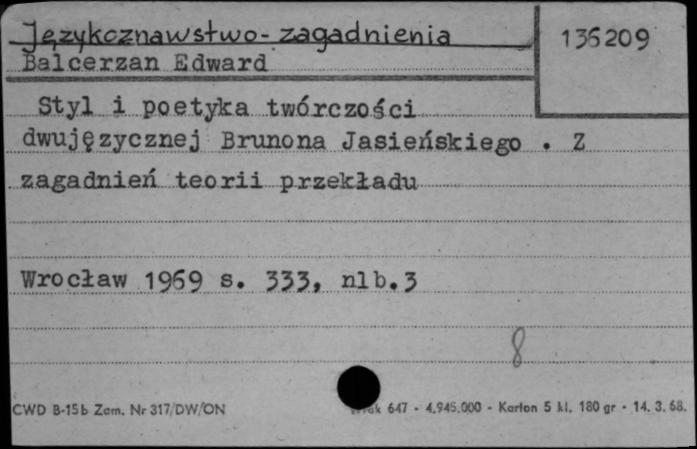 Językoznawstwo - zagadnienia
136209
Balcerzan Edward
Styl i poetyka twórczości
dwujęzycznej Brunona Jasieńskiego . Z
zagadnień teorii przekładu
Wrocław 1969 s. 333, nlb.3
8
CWD B-15b Zam. Nr 317/DW/ON
647 - 4.945.000 - Karton 5 kl. 180 gr - 14. 3. 68.